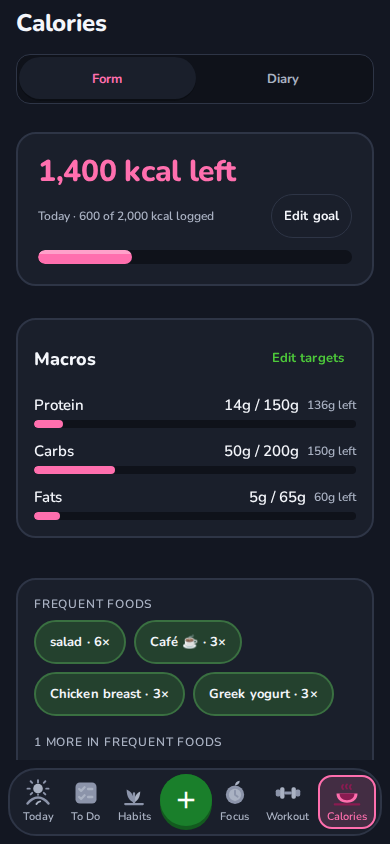 Calories
Form
Diary
1,400 kcal left
Today · 600 of 2,000 kcal logged
Edit goal
Macros
Edit targets
Protein 14g / 150g 136g left
Carbs 50g / 200g 150g left
Fats 5g / 65g 60g left
FREQUENT FOODS
salad · 6×
Café ☕ · 3×
Chicken breast · 3×
Greek yogurt · 3×
1 MORE IN FREQUENT FOODS
Today
To Do
Habits
+
Focus
Workout
Calories